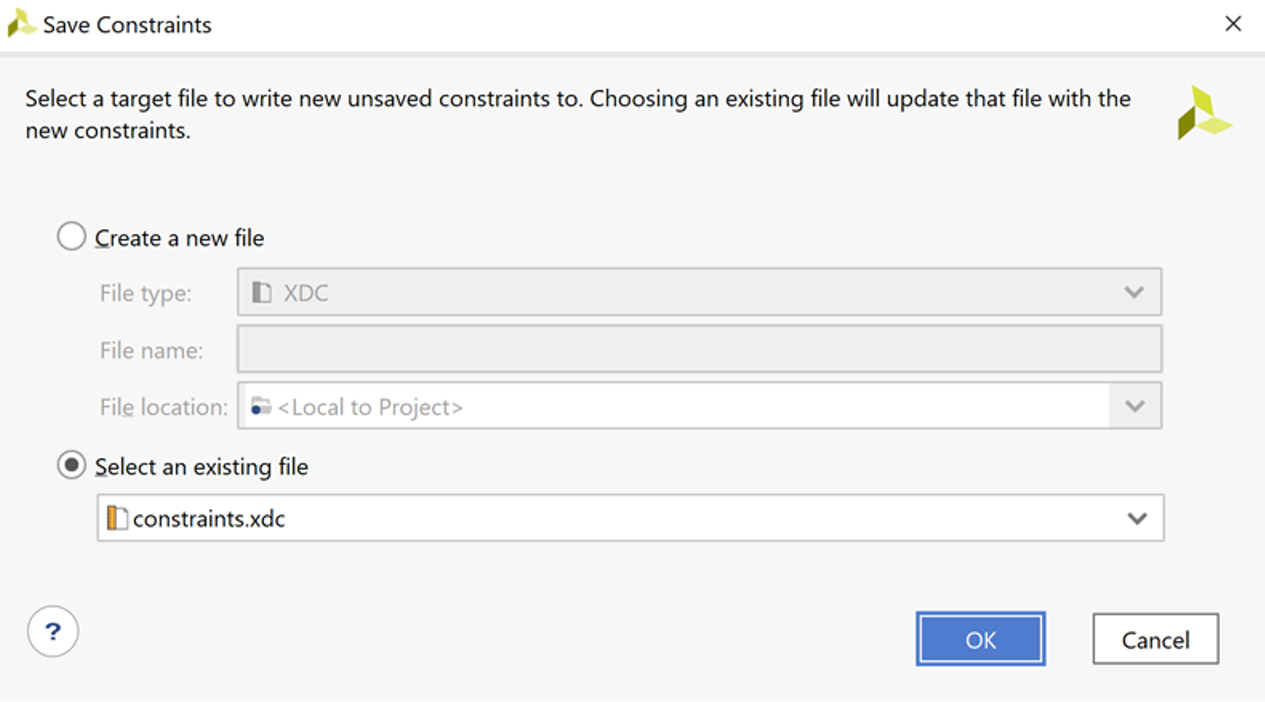 Save Constraints
Select a target file to write new unsaved constraints to. Choosing an existing file will update that file with the
new constraints.
Create a new file
File type: XDC
File name:
File location: <Local to Project>
Select an existing file
constraints.xdc
? OK Cancel